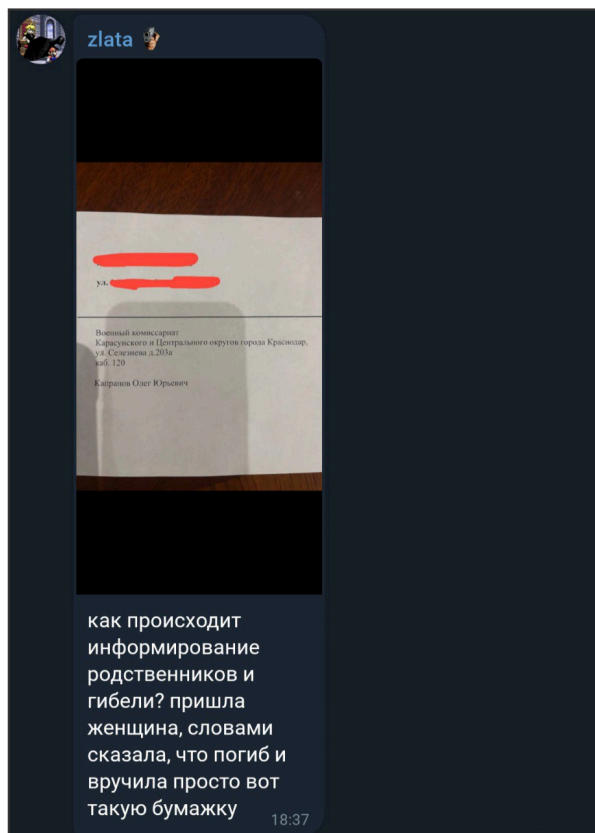 zlata
ул.
Военный комиссариат
Карасунского и Центрального округов города Краснодар,
ул. Селезнева д.203а
каб. 120
Капранов Олег Юрьевич
как происходит
информирование
родственников и
гибели? пришла
женщина, словами
сказала, что погиб и
вручила просто вот
такую бумажку
18:37